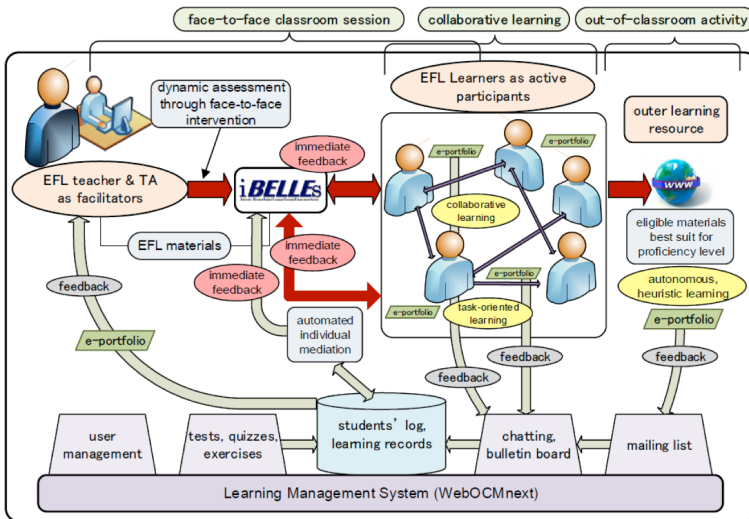 face-to-face classroom session
collaborative learning
out-of-classroom activity
dynamic assessment
through face-to-face
intervention
EFL Learners as active
participants
outer learning
resource
immediate
feedback
e-portfolio
e-portfolio
EFL teacher & TA
as facilitators
iBELLEs
www
collaborative
learning
EFL materials
immediate
feedback
immediate
feedback
eligible materials
best suit for
proficiency level
autonomous,
heuristic learning
feedback
e-portfolio
e-portfolio
task-oriented
learning
e-portfolio
e-portfolio
automated
individual
mediation
feedback
feedback
feedback
user
management
tests, quizzes,
exercises
students' log,
learning records
chatting,
bulletin board
mailing list
Learning Management System (WebOCMnext)